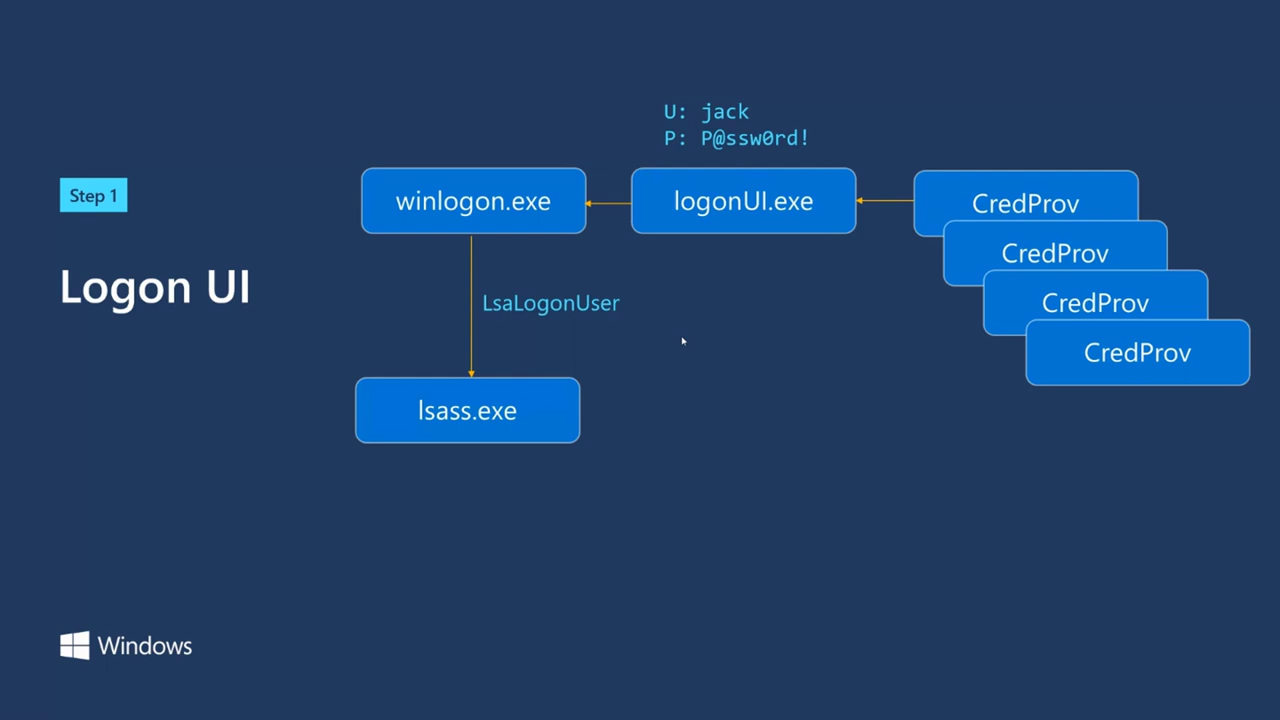 U: jack
P: P@ssw0rd!
Step 1
Logon UI
winlogon.exe
logonUI.exe
CredProv
CredProv
CredProv
CredProv
LsaLogonUser
lsass.exe
Windows